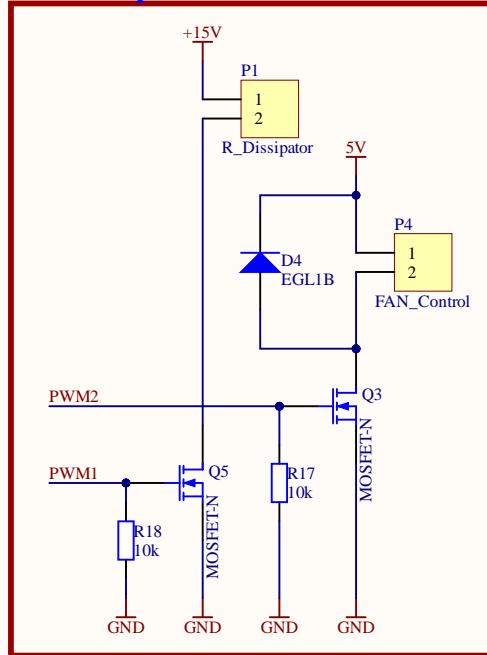 +15V
P1
1
2
R_Dissipator
5V
P4
1
2
FAN_Control
D4
EGL1B
PWM2
Q3
MOSFET-N
PWM1
Q5
MOSFET-N
R17
10k
R18
10k
GND
GND
GND
GND